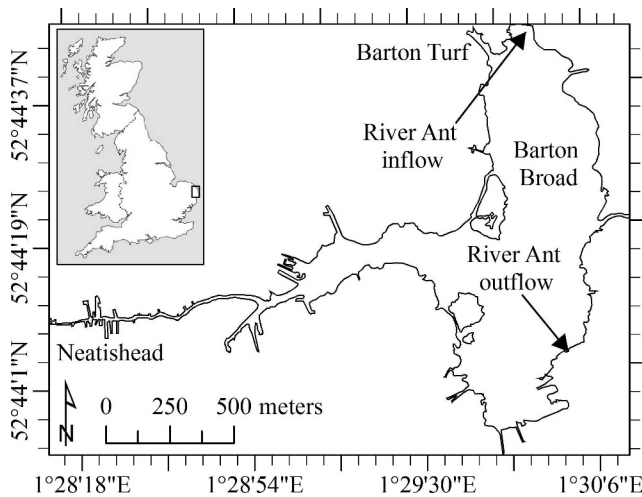 Barton Turf
River Ant
inflow
Barton
Broad
River Ant
outflow
Neatishead
N
0 250 500 meters
52°44'37"N
52°44'19"N
52°44'1"N
1°28'18"E 1°28'54"E 1°29'30"E 1°30'6"E